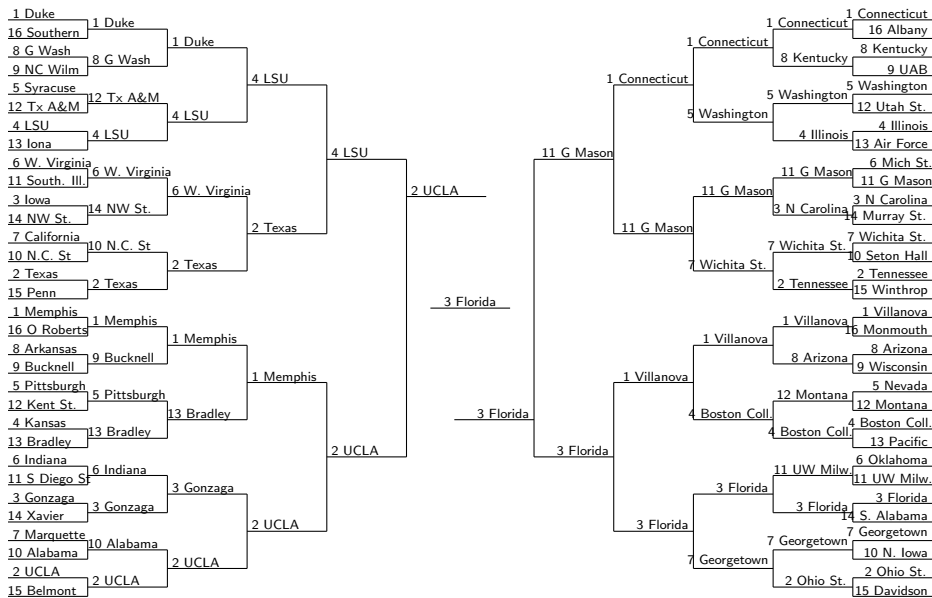 1 Duke
16 Southern
8 G Wash
9 NC Wilm
5 Syracuse
12 Tx A&M
4 LSU
13 Iona
6 W. Virginia
11 South. Ill.
3 Iowa
14 NW St.
7 California
10 N.C. St
2 Texas
15 Penn
1 Memphis
16 O Roberts
8 Arkansas
9 Bucknell
5 Pittsburgh
12 Kent St.
4 Kansas
13 Bradley
6 Indiana
11 S Diego St
3 Gonzaga
14 Xavier
7 Marquette
10 Alabama
2 UCLA
15 Belmont
1 Duke
8 G Wash
12 Tx A&M
4 LSU
6 W. Virginia
14 NW St.
10 N.C. St
2 Texas
1 Memphis
9 Bucknell
5 Pittsburgh
13 Bradley
6 Indiana
3 Gonzaga
10 Alabama
2 UCLA
1 Duke
4 LSU
6 W. Virginia
2 Texas
1 Memphis
13 Bradley
3 Gonzaga
2 UCLA
4 LSU
2 Texas
1 Memphis
2 UCLA
4 LSU
2 UCLA
2 UCLA
3 Florida
3 Florida
11 G Mason
3 Florida
1 Connecticut
11 G Mason
1 Villanova
3 Florida
1 Connecticut
5 Washington
11 G Mason
7 Wichita St.
1 Villanova
4 Boston Coll.
3 Florida
7 Georgetown
1 Connecticut
8 Kentucky
5 Washington
4 Illinois
11 G Mason
3 N Carolina
7 Wichita St.
2 Tennessee
1 Villanova
8 Arizona
12 Montana
4 Boston Coll.
11 UW Milw.
3 Florida
7 Georgetown
2 Ohio St.
1 Connecticut
16 Albany
8 Kentucky
9 UAB
5 Washington
12 Utah St.
4 Illinois
13 Air Force
6 Mich St.
11 G Mason
3 N Carolina
14 Murray St.
7 Wichita St.
10 Seton Hall
2 Tennessee
15 Winthrop
1 Villanova
16 Monmouth
8 Arizona
9 Wisconsin
5 Nevada
12 Montana
4 Boston Coll.
13 Pacific
6 Oklahoma
11 UW Milw.
3 Florida
14 S. Alabama
7 Georgetown
10 N. Iowa
2 Ohio St.
15 Davidson